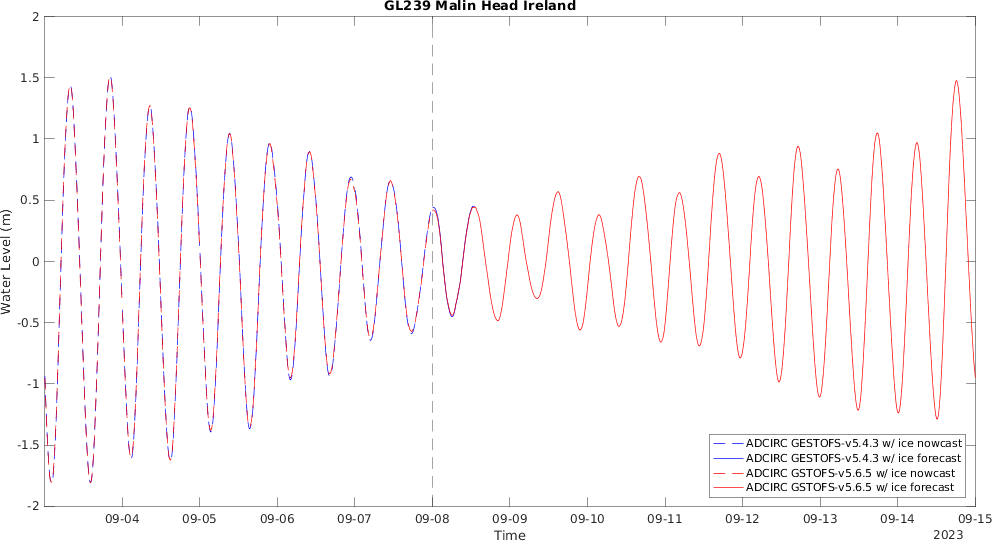 GL239 Malin Head Ireland
2
1.5
1
0.5
0
-0.5
-1
-1.5
-2
Water Level (m)
ADCIRC GESTOFS-v5.4.3 w/ ice nowcast
ADCIRC GESTOFS-v5.4.3 w/ ice forecast
ADCIRC GSTOFS-v5.6.5 w/ ice nowcast
ADCIRC GSTOFS-v5.6.5 w/ ice forecast
09-04 09-05 09-06 09-07 09-08 09-09 09-10 09-11 09-12 09-13 09-14 09-15
Time
2023